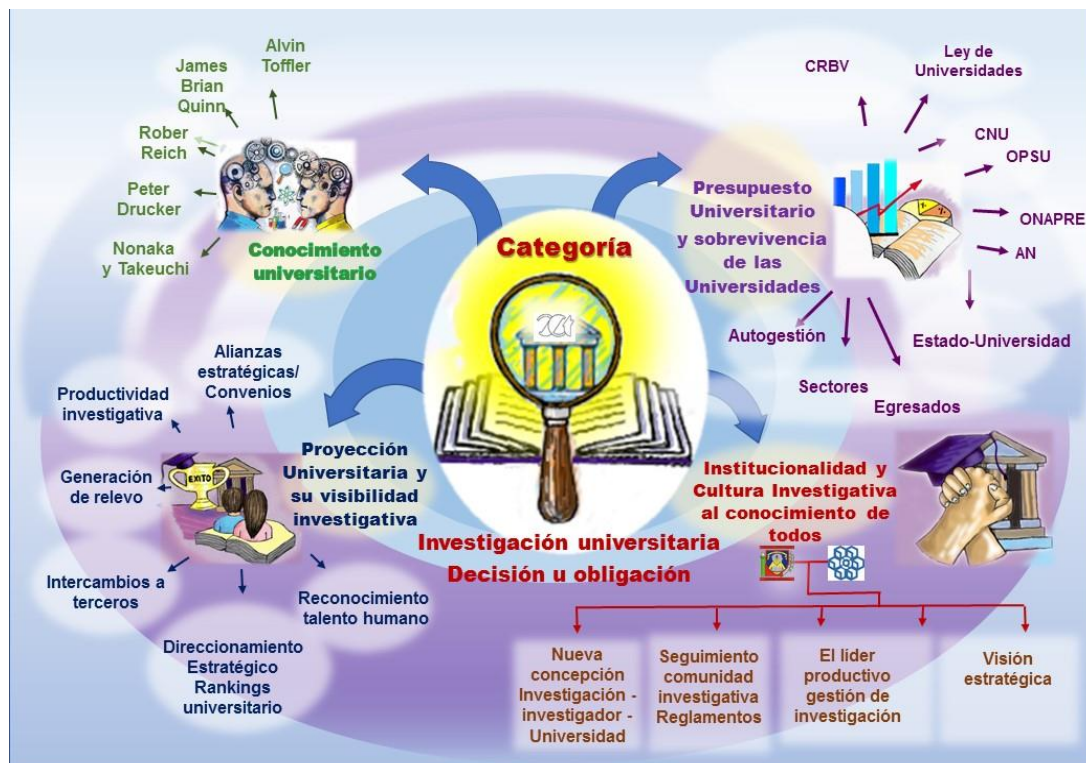 Alvin
Toffler
James
Brian
Quinn
Rober
Reich
Peter
Drucker
Nonaka
y Takeuchi
Conocimiento
universitario
Categoría
CRBV
Ley de
Universidades
CNU
OPSU
ONAPRE
AN
Estado-Universidad
Presupuesto
Universitario
y sobrevivencia
de las
Universidades
Autogestión
Sectores
Egresados
Alianzas
estratégicas/
Convenios
Productividad
investigativa
Generación
de relevo
EXITO
Proyección
Universitaria y
su visibilidad
investigativa
Intercambios a
terceros
Direccionamiento
Estratégico
Rankings
universitario
Reconocimiento
talento humano
Investigación universitaria
Decisión u obligación
Institucionalidad y
Cultura Investigativa
al conocimiento de
todos
Nueva
concepción
Investigación -
investigador -
Universidad
Seguimiento
comunidad
investigativa
Reglamentos
El líder
productivo
gestión de
investigación
Visión
estratégica